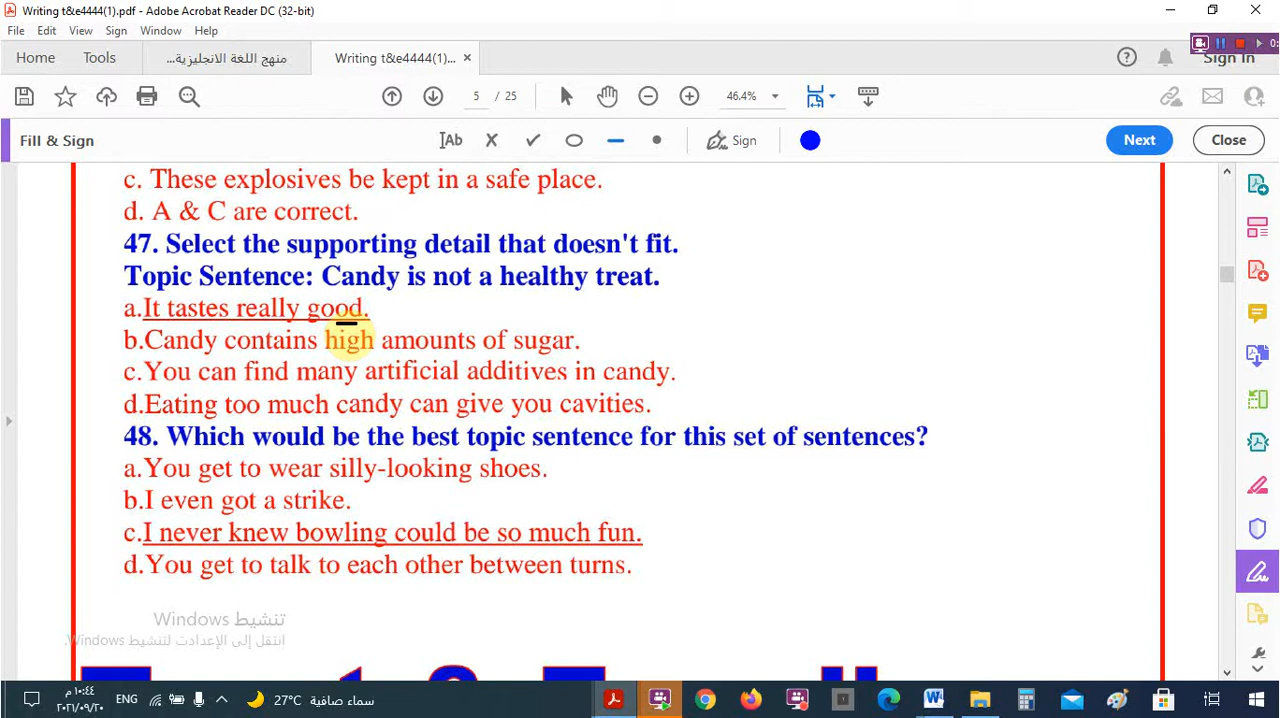 Writing t&e4444(1).pdf - Adobe Acrobat Reader DC (32-bit)
File Edit View Sign Window Help
Home Tools منهج اللغة الانجليزية... Writing t&e4444(1)... × Sign In
5 / 25 46.4%
Fill & Sign Ab Sign Next Close
c. These explosives be kept in a safe place.
d. A & C are correct.
47. Select the supporting detail that doesn't fit.
Topic Sentence: Candy is not a healthy treat.
a.It tastes really good.
b.Candy contains high amounts of sugar.
c.You can find many artificial additives in candy.
d.Eating too much candy can give you cavities.
48. Which would be the best topic sentence for this set of sentences?
a.You get to wear silly-looking shoes.
b.I even got a strike.
c.I never knew bowling could be so much fun.
d.You get to talk to each other between turns.
تنشيط Windows
انتقل إلى الإعدادات لتنشيط Windows.
١٠:٤٤ م
ENG 27°C سماء صافية
٢٠٢١/٠٩/٢٠